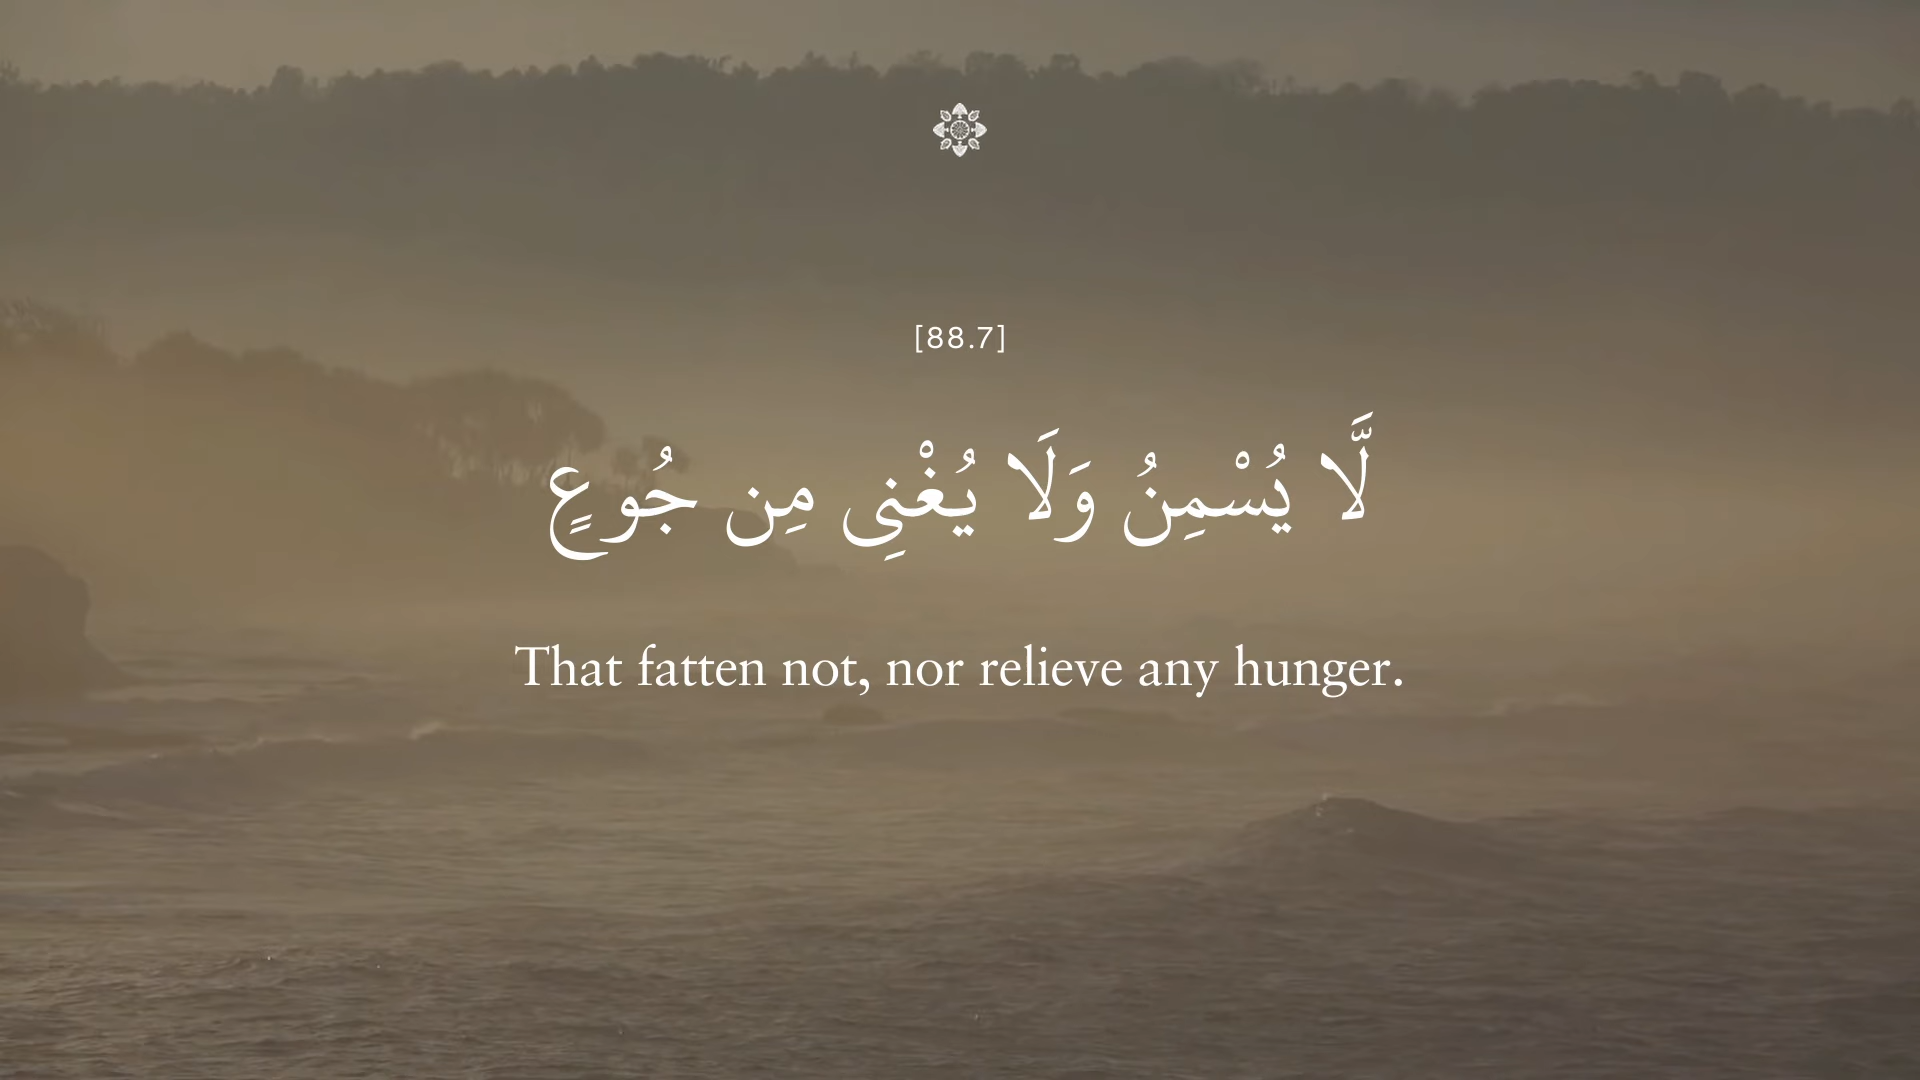 [88.7]
لَّا يُسْمِنُ وَلَا يُغْنِى مِن جُوعٍ
That fatten not, nor relieve any hunger.